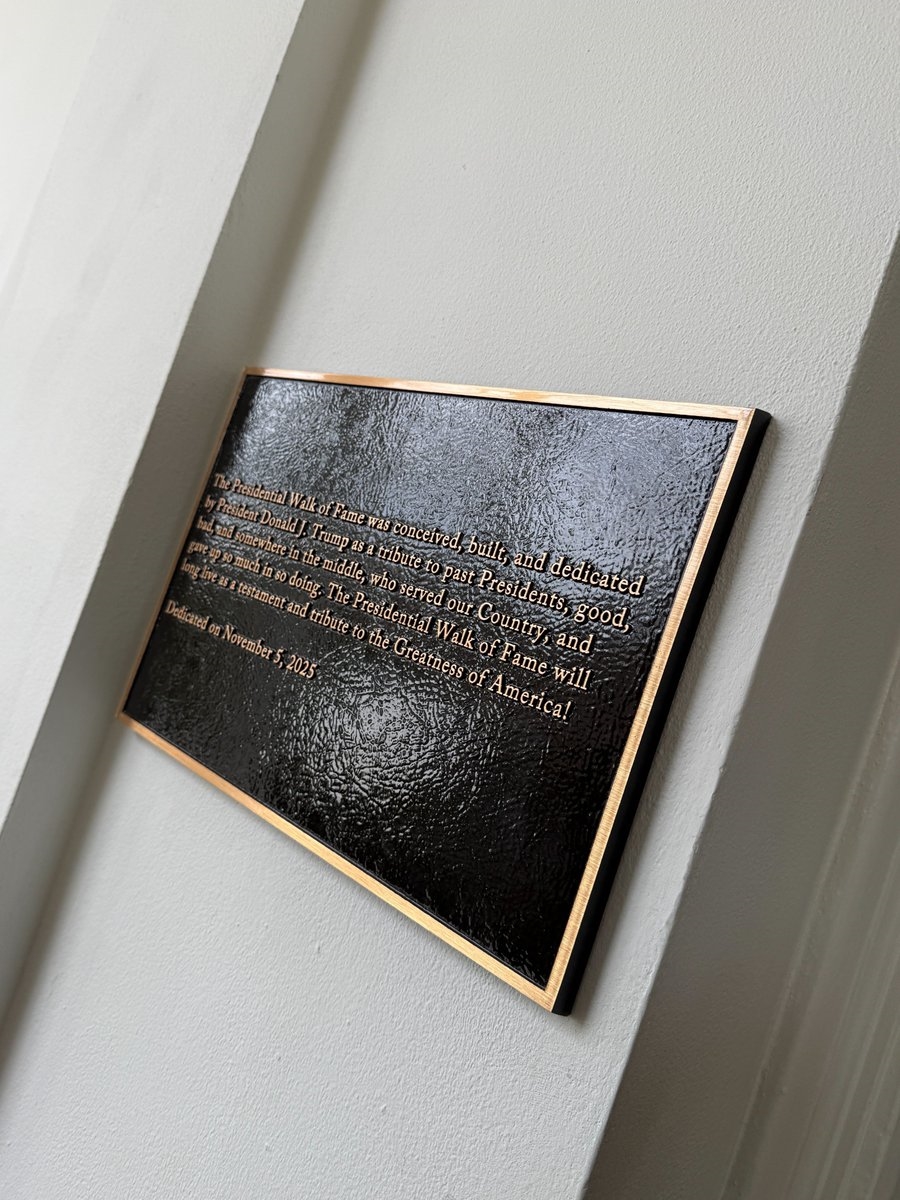 The Presidential Walk of Fame was conceived, built, and dedicated
by President Donald J. Trump as a tribute to past Presidents, good,
bad, and somewhere in the middle, who served our Country, and
gave up so much in so doing. The Presidential Walk of Fame will
long live as a testament and tribute to the Greatness of America!
Dedicated on November 5, 2025